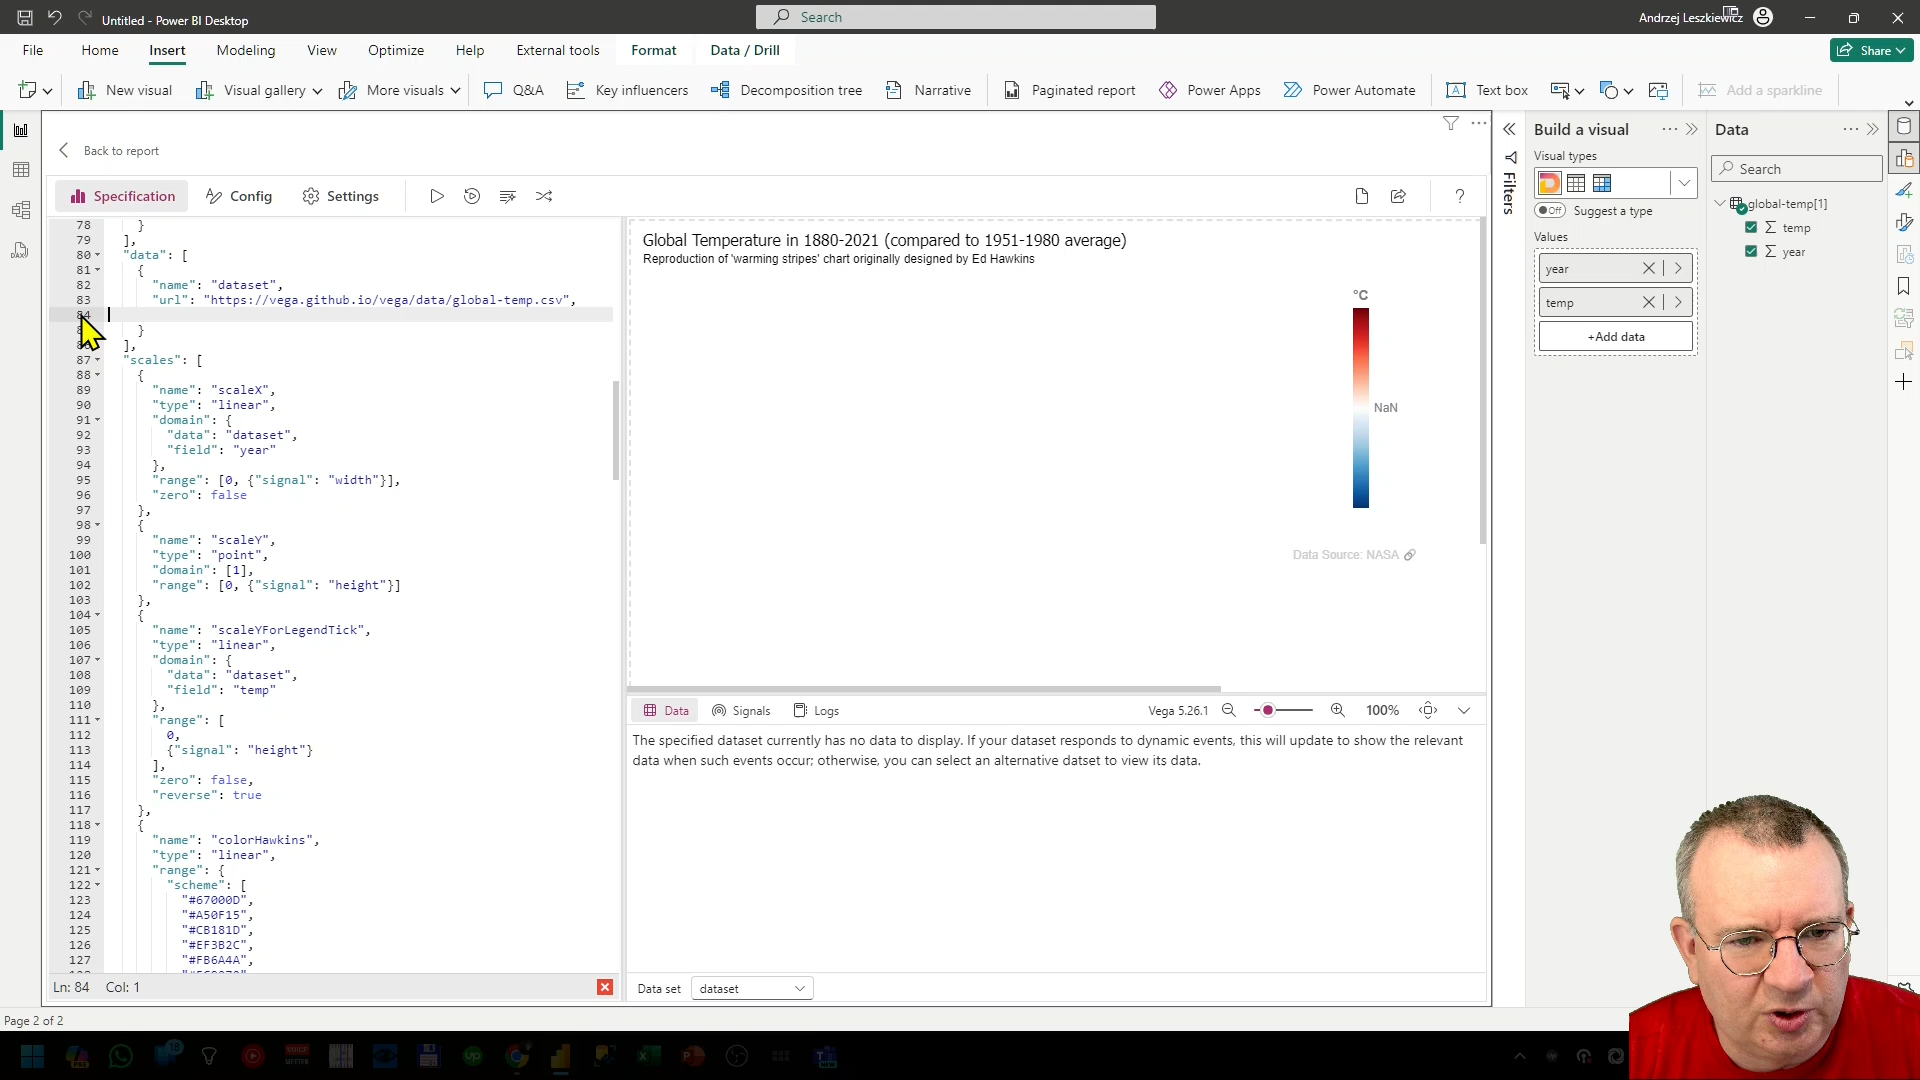 Untitled - Power BI Desktop
Search
Andrzej Leszkiewicz
File Home Insert Modeling View Optimize Help External tools Format Data / Drill
Share
New visual Visual gallery More visuals Q&A Key influencers Decomposition tree Narrative Paginated report Power Apps Power Automate Text box Add a sparkline
Back to report
Specification Config Settings
78 }
79 ],
80 "data": [
81 {
82 "name": "dataset",
83 "url": "https://vega.github.io/vega/data/global-temp.csv",
84
}
],
87 "scales": [
88 {
89 "name": "scaleX",
90 "type": "linear",
91 "domain": {
92 "data": "dataset",
93 "field": "year"
94 },
95 "range": [0, {"signal": "width"}],
96 "zero": false
97 },
98 {
99 "name": "scaleY",
100 "type": "point",
101 "domain": [1],
102 "range": [0, {"signal": "height"}]
103 },
104 {
105 "name": "scaleYForLegendTick",
106 "type": "linear",
107 "domain": {
108 "data": "dataset",
109 "field": "temp"
110 },
111 "range": [
112 0,
113 {"signal": "height"}
114 ],
115 "zero": false,
116 "reverse": true
117 },
118 {
119 "name": "colorHawkins",
120 "type": "linear",
121 "range": {
122 "scheme": [
123 "#67000D",
124 "#A50F15",
125 "#CB181D",
126 "#EF3B2C",
127 "#FB6A4A",
Ln: 84 Col: 1
Global Temperature in 1880-2021 (compared to 1951-1980 average)
Reproduction of 'warming stripes' chart originally designed by Ed Hawkins
°C
NaN
Data Source: NASA
Data Signals Logs
Vega 5.26.1
100%
The specified dataset currently has no data to display. If your dataset responds to dynamic events, this will update to show the relevant
data when such events occur; otherwise, you can select an alternative datset to view its data.
Data set dataset
Filters
Build a visual
Visual types
Off Suggest a type
Values
year
temp
+Add data
Data
Search
global-temp[1]
temp
year
Page 2 of 2
18